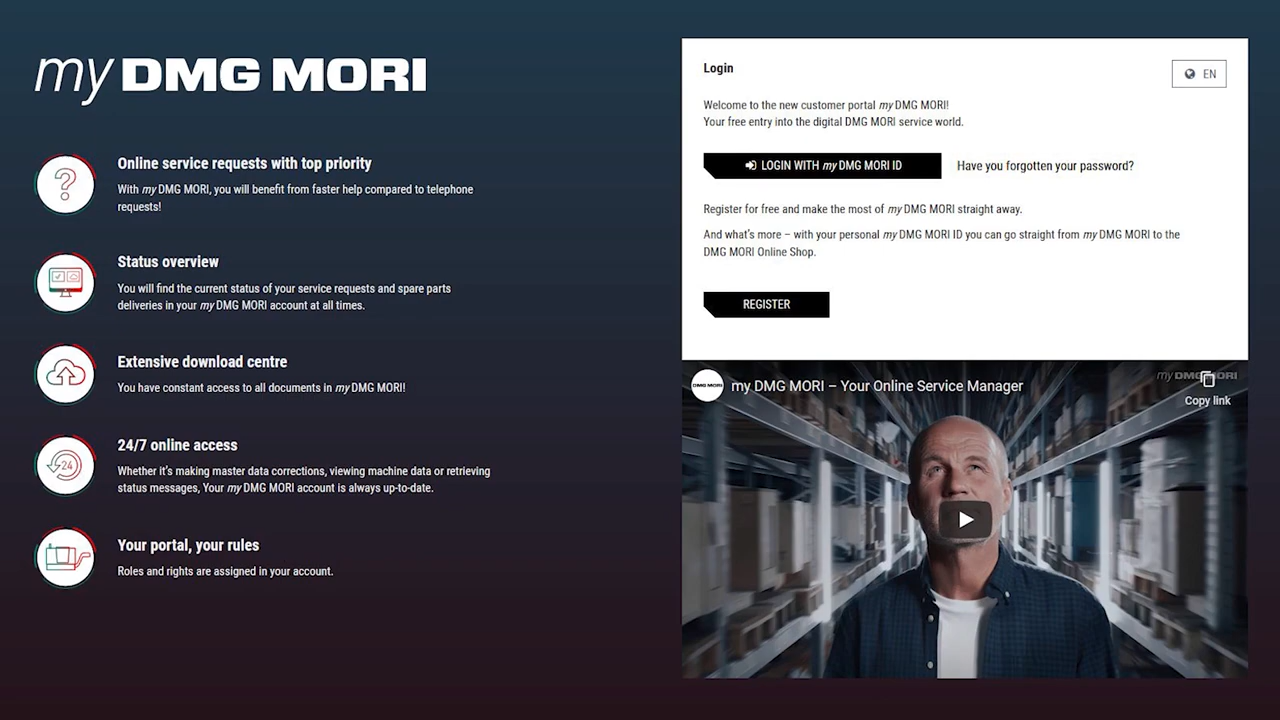 my DMG MORI
Online service requests with top priority
With my DMG MORI, you will benefit from faster help compared to telephone
requests!
Status overview
You will find the current status of your service requests and spare parts
deliveries in your my DMG MORI account at all times.
Extensive download centre
You have constant access to all documents in my DMG MORI!
24/7 online access
24
Whether it's making master data corrections, viewing machine data or retrieving
status messages, Your my DMG MORI account is always up-to-date.
Your portal, your rules
Roles and rights are assigned in your account.
Login
EN
Welcome to the new customer portal my DMG MORI!
Your free entry into the digital DMG MORI service world.
LOGIN WITH my DMG MORI ID
Have you forgotten your password?
Register for free and make the most of my DMG MORI straight away.
And what's more – with your personal my DMG MORI ID you can go straight from my DMG MORI to the
DMG MORI Online Shop.
REGISTER
DMG MORI
my DMG MORI – Your Online Service Manager
my DMG MORI
Copy link